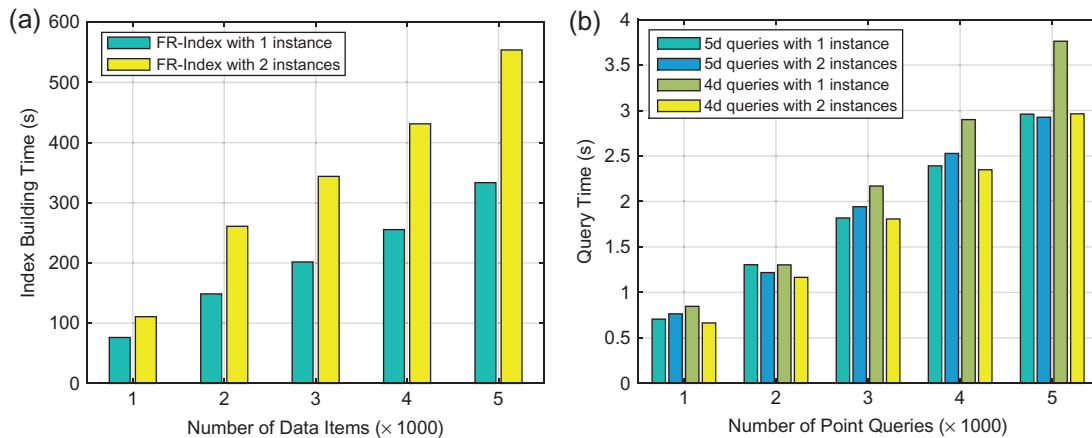 (a)
600
500
400
300
200
100
0
Index Building Time (s)
FR-Index with 1 instance
FR-Index with 2 instances
1 2 3 4 5
Number of Data Items (× 1000)
(b)
4
3.5
3
2.5
2
1.5
1
0.5
0
Query Time (s)
5d queries with 1 instance
5d queries with 2 instances
4d queries with 1 instance
4d queries with 2 instances
1 2 3 4 5
Number of Point Queries (× 1000)